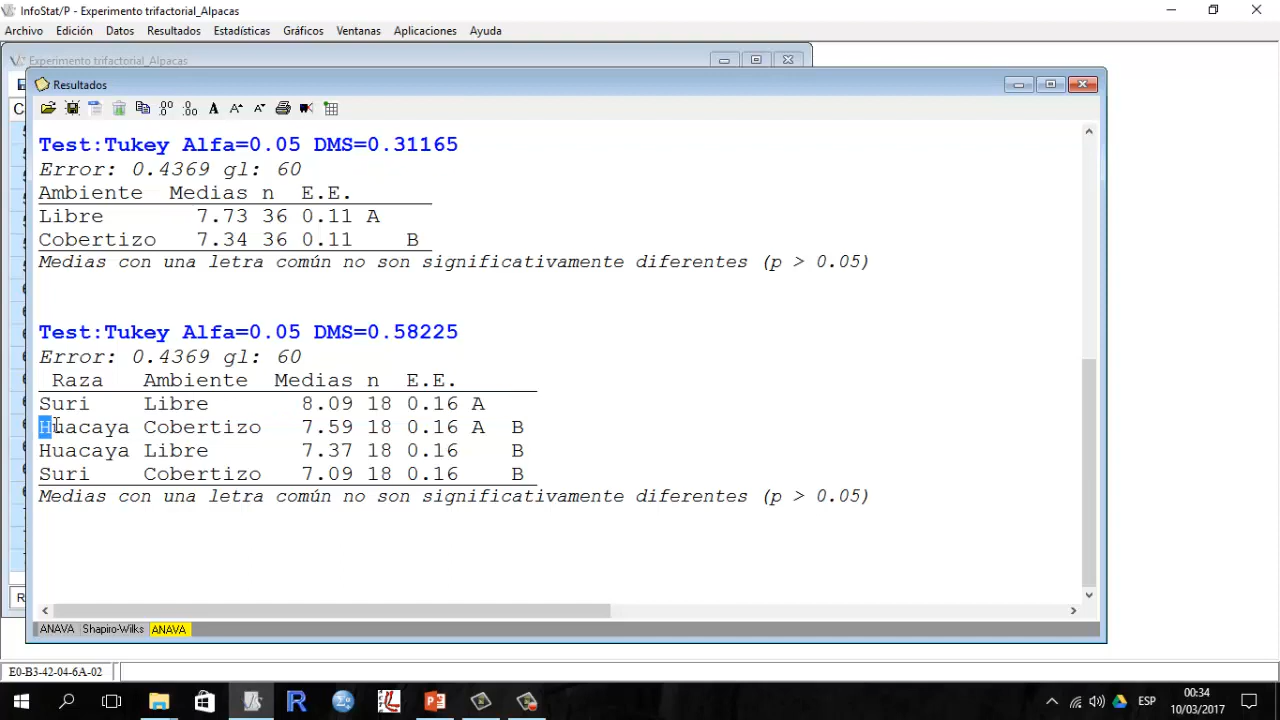 InfoStat/P - Experimento trifactorial_Alpacas
Archivo Edición Datos Resultados Estadísticas Gráficos Ventanas Aplicaciones Ayuda
Experimento trifactorial_Alpacas
Resultados
Test:Tukey Alfa=0.05 DMS=0.31165
Error: 0.4369 gl: 60
Ambiente Medias n E.E.
Libre 7.73 36 0.11 A
Cobertizo 7.34 36 0.11 B
Medias con una letra común no son significativamente diferentes (p > 0.05)
Test:Tukey Alfa=0.05 DMS=0.58225
Error: 0.4369 gl: 60
Raza Ambiente Medias n E.E.
Suri Libre 8.09 18 0.16 A
Huacaya Cobertizo 7.59 18 0.16 A B
Huacaya Libre 7.37 18 0.16 B
Suri Cobertizo 7.09 18 0.16 B
Medias con una letra común no son significativamente diferentes (p > 0.05)
ANAVA Shapiro-Wilks ANAVA
E0-B3-42-04-6A-02
ESP
00:34
10/03/2017